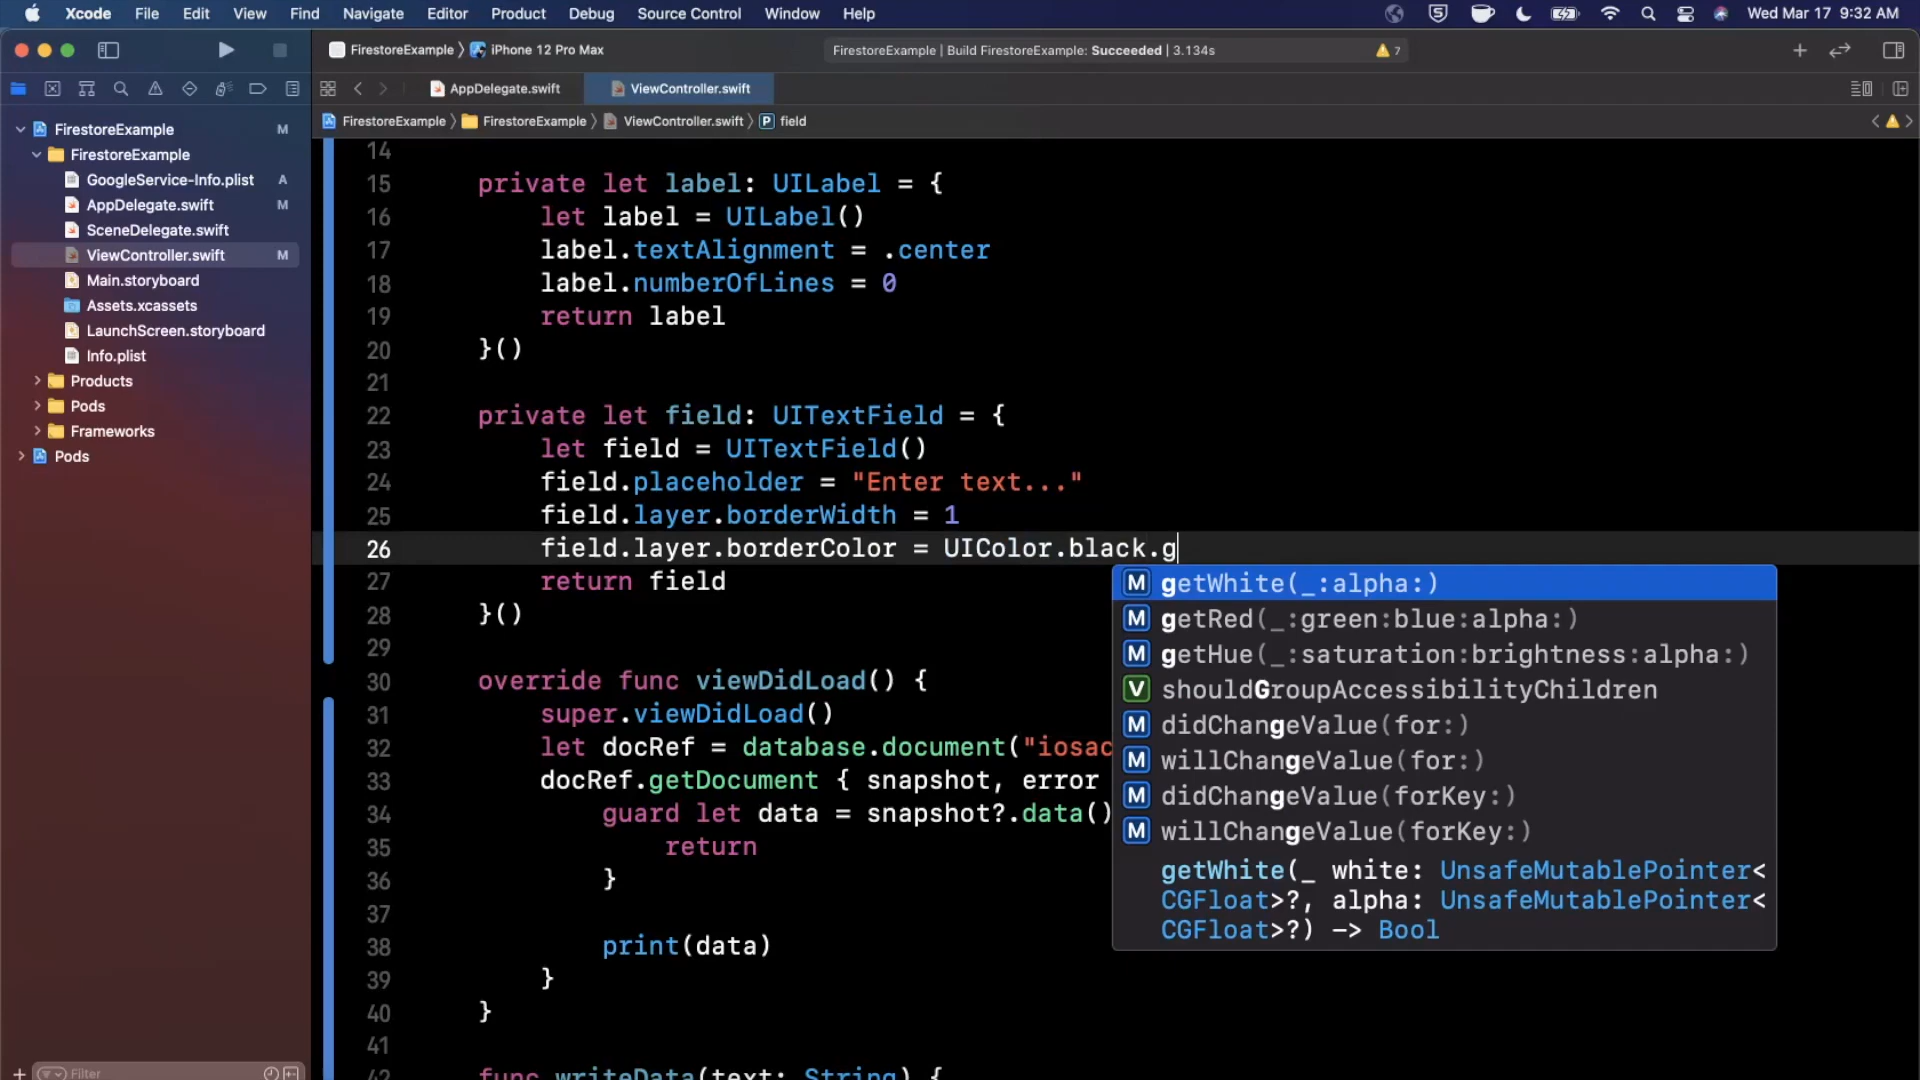 Xcode File Edit View Find Navigate Editor Product Debug Source Control Window Help Wed Mar 17 9:32 AM
FirestoreExample iPhone 12 Pro Max FirestoreExample | Build FirestoreExample: Succeeded | 3.134s 7
AppDelegate.swift ViewController.swift
FirestoreExample FirestoreExample ViewController.swift P field
FirestoreExample M
FirestoreExample
GoogleService-Info.plist A
AppDelegate.swift M
SceneDelegate.swift
ViewController.swift M
Main.storyboard
Assets.xcassets
LaunchScreen.storyboard
Info.plist
Products
Pods
Frameworks
Pods
Filter
14
15 private let label: UILabel = {
16 let label = UILabel()
17 label.textAlignment = .center
18 label.numberOfLines = 0
19 return label
20 }()
21
22 private let field: UITextField = {
23 let field = UITextField()
24 field.placeholder = "Enter text..."
25 field.layer.borderWidth = 1
26 field.layer.borderColor = UIColor.black.g
27 return field
28 }()
29
30 override func viewDidLoad() {
31 super.viewDidLoad()
32 let docRef = database.document("iosac
33 docRef.getDocument { snapshot, error
34 guard let data = snapshot?.data()
35 return
36 }
37
38 print(data)
39 }
40 }
41
42 func writeData(text: String) {
M getWhite(_:alpha:)
M getRed(_:green:blue:alpha:)
M getHue(_:saturation:brightness:alpha:)
V shouldGroupAccessibilityChildren
M didChangeValue(for:)
M willChangeValue(for:)
M didChangeValue(forKey:)
M willChangeValue(forKey:)
getWhite(_ white: UnsafeMutablePointer<
CGFloat>?, alpha: UnsafeMutablePointer<
CGFloat>?) -> Bool